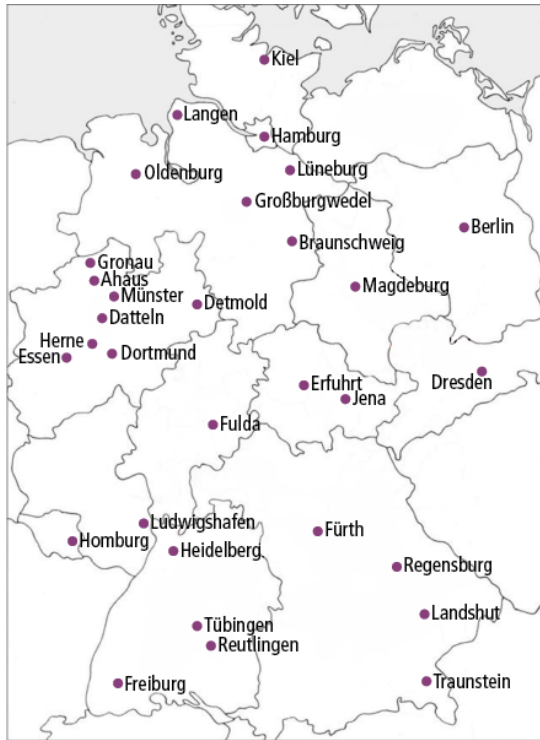 Kiel
Langen
Hamburg
Lüneburg
Oldenburg
Großburgwedel
Berlin
Braunschweig
Gronau
Ahaus
Magdeburg
Münster
Detmold
Datteln
Herne
Essen
Dortmund
Erfuhrt
Dresden
Jena
Fulda
Ludwigshafen
Fürth
Homburg
Heidelberg
Regensburg
Landshut
Tübingen
Reutlingen
Freiburg
Traunstein